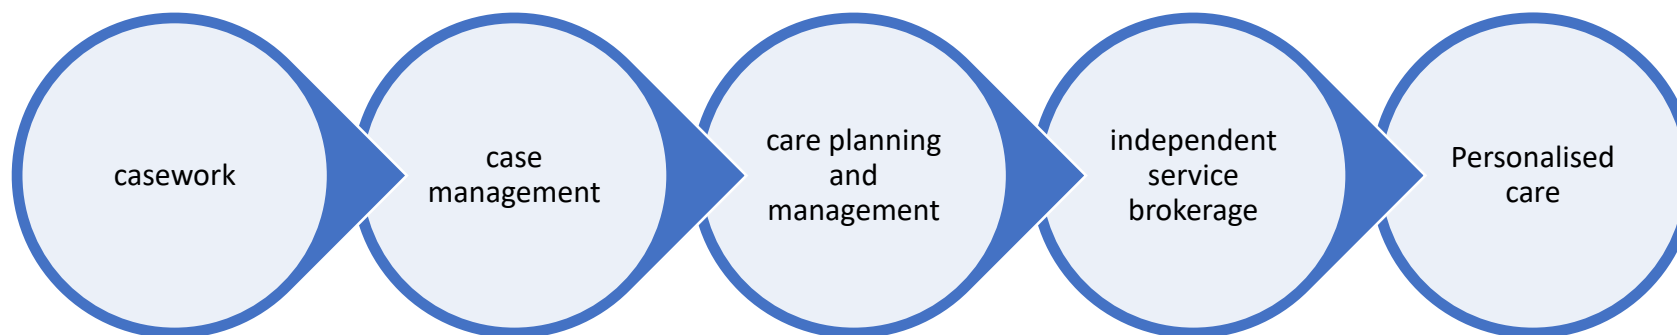 casework
case
management
care planning
and
management
independent
service
brokerage
Personalised
care